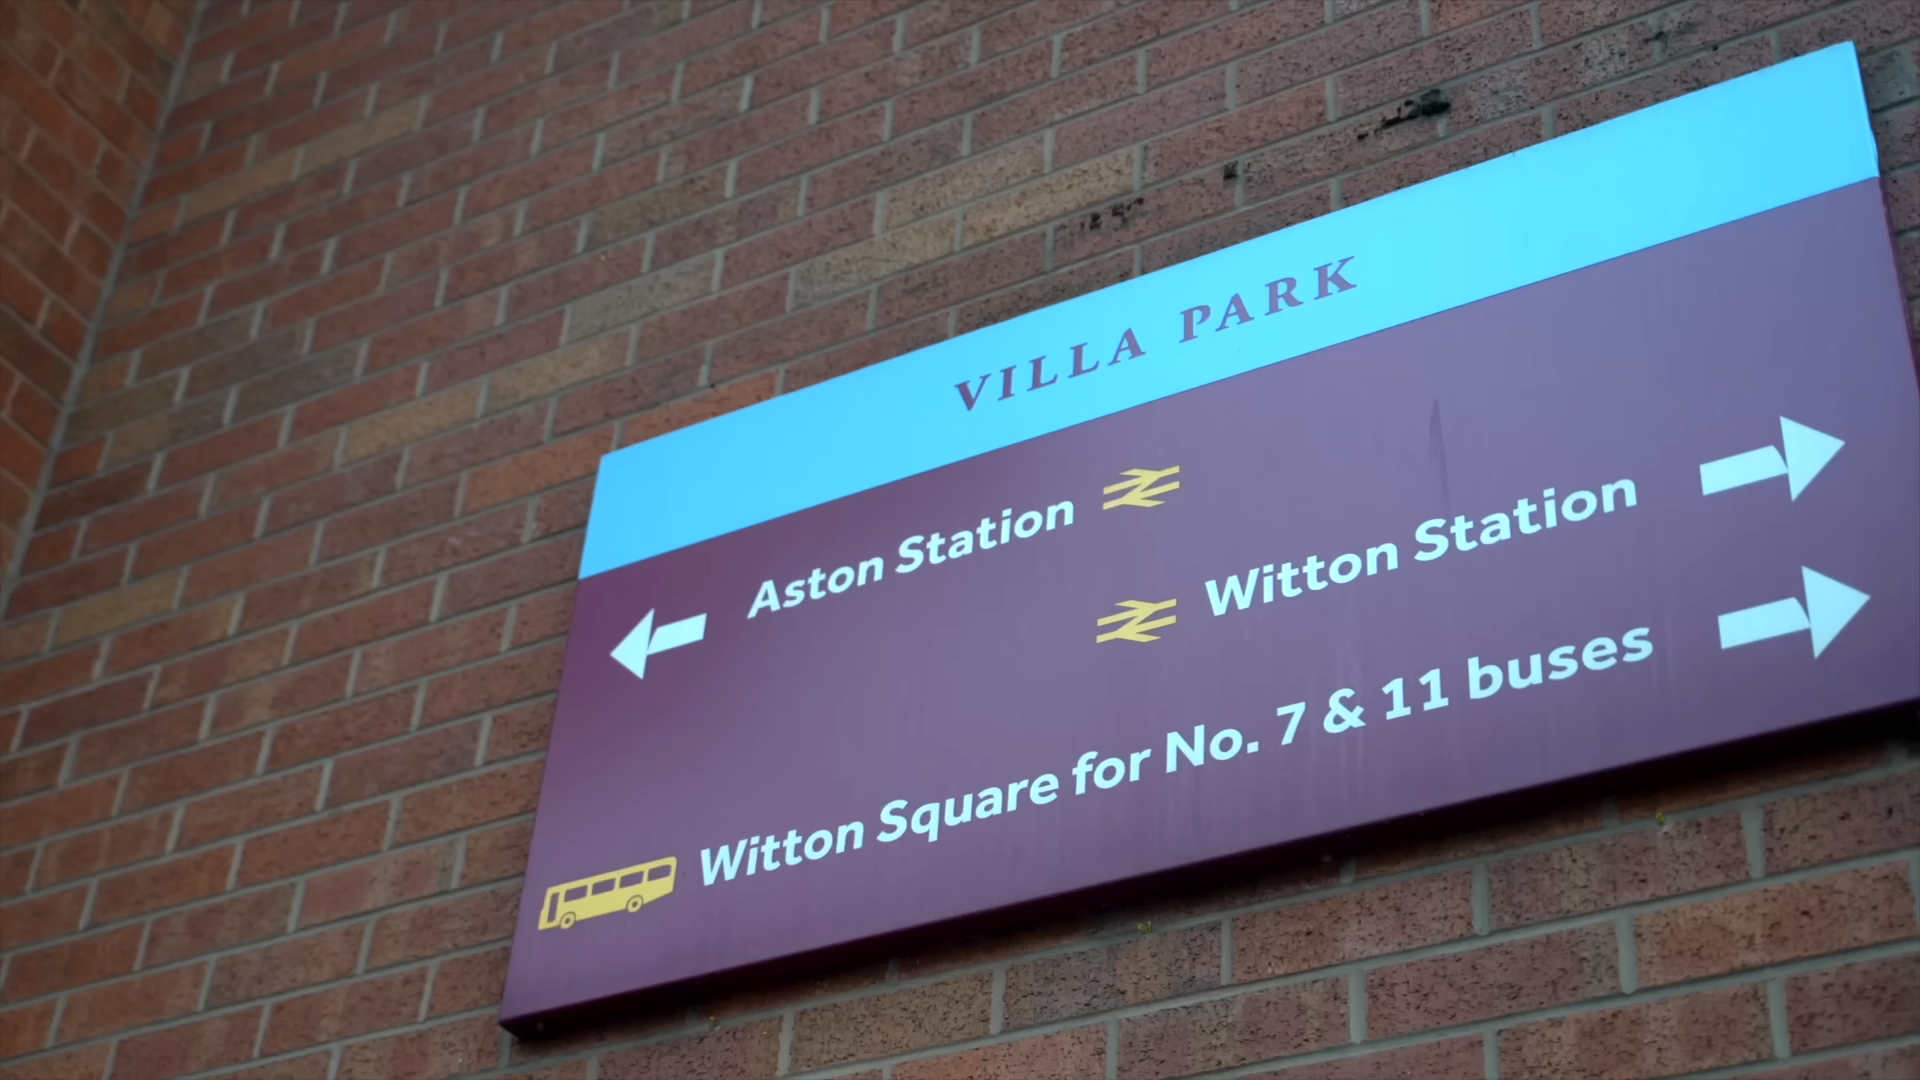 VILLA PARK
Aston Station
Witton Station
Witton Square for No. 7 & 11 buses